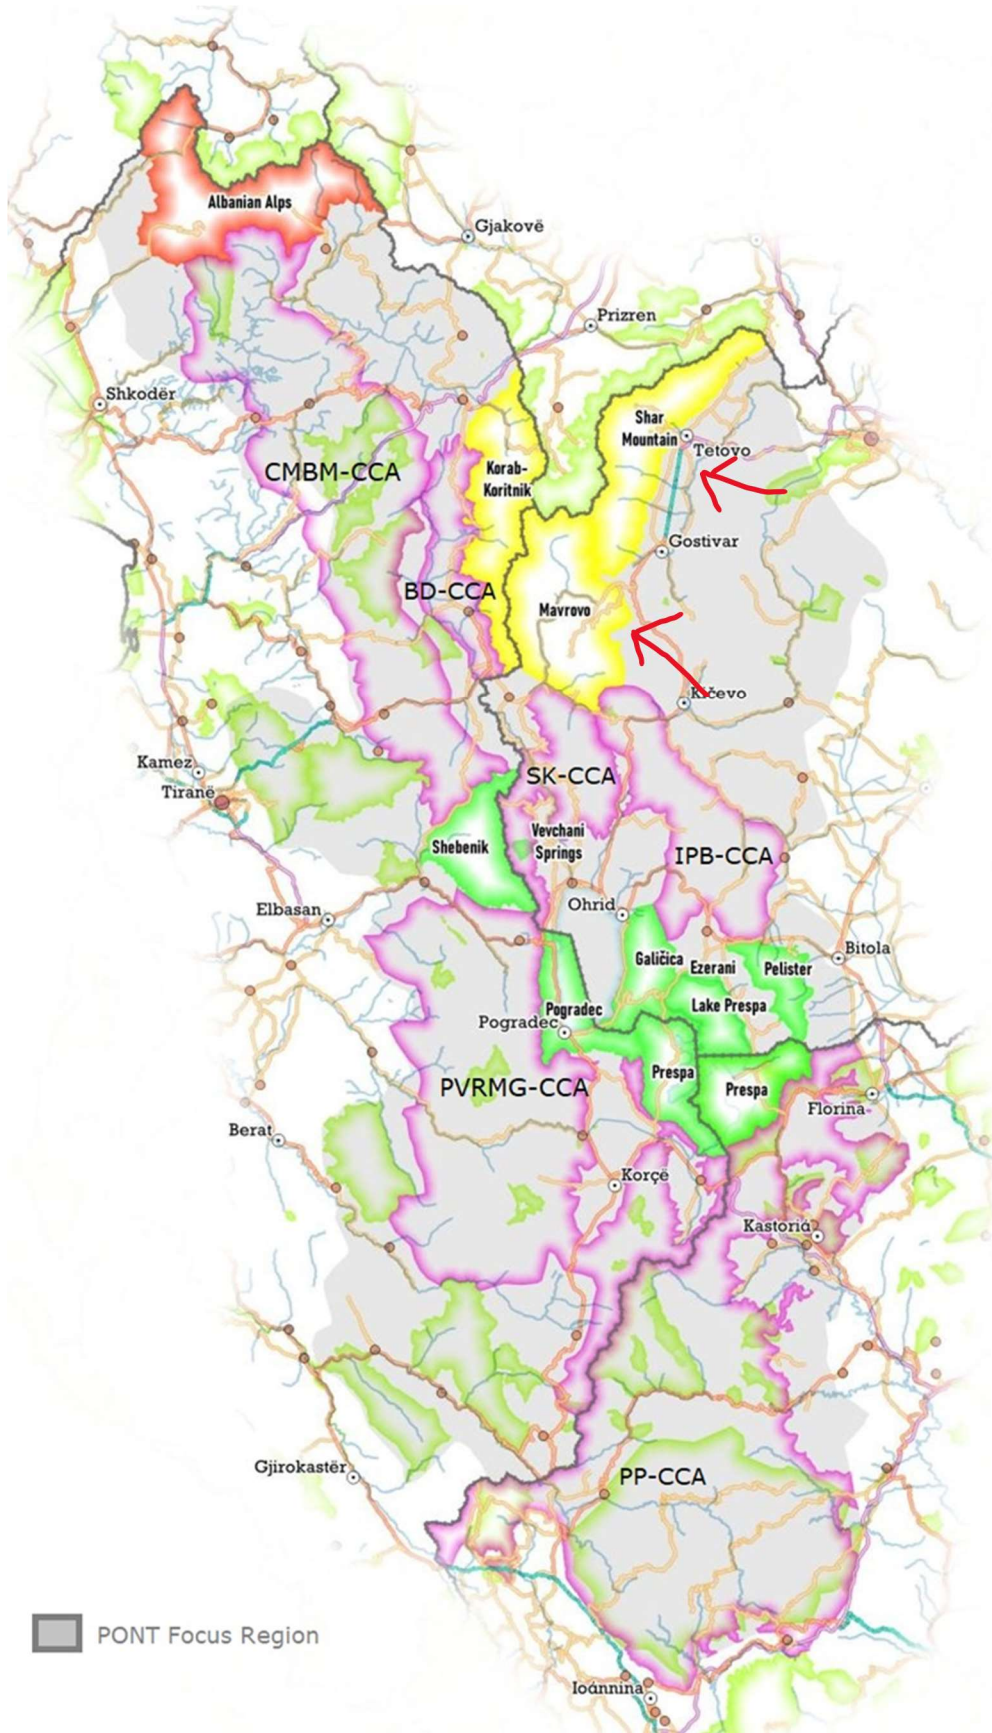 Albanian Alps
Gjakovë
Prizren
Shkodër
Shar
Mountain
Tetovo
CMBM-CCA
Korab-
Koritnik
Gostivar
BD-CCA
Mavrovo
Kičevo
Kamez
Tiranë
SK-CCA
Vevchani
Springs
Shebenik
IPB-CCA
Elbasan
Ohrid
Bitola
Galičica
Ezerani
Pelister
Lake Prespa
Pogradec
Pogradec
Prespa
Prespa
PVRMG-CCA
Florina
Berat
Korçë
Kastoriá
Gjirokastër
PP-CCA
PONT Focus Region
Ioánnina